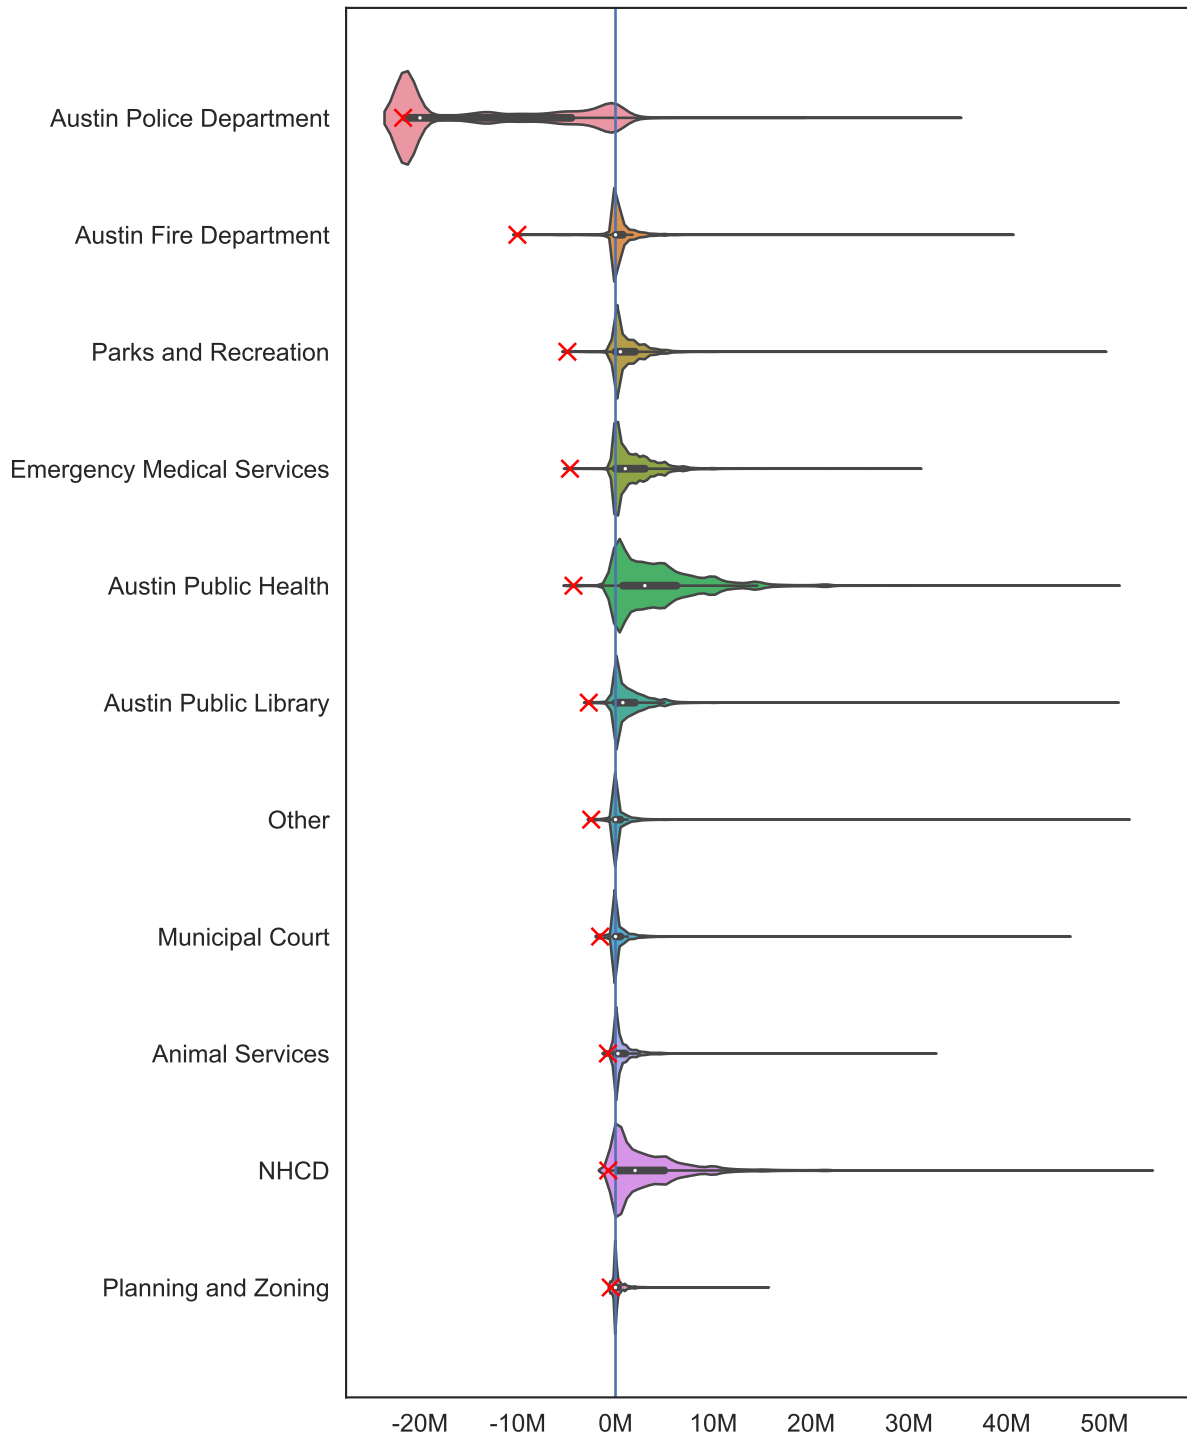 Austin Police Department
Austin Fire Department
Parks and Recreation
Emergency Medical Services
Austin Public Health
Austin Public Library
Other
Municipal Court
Animal Services
NHCD
Planning and Zoning
-20M -10M 0M 10M 20M 30M 40M 50M